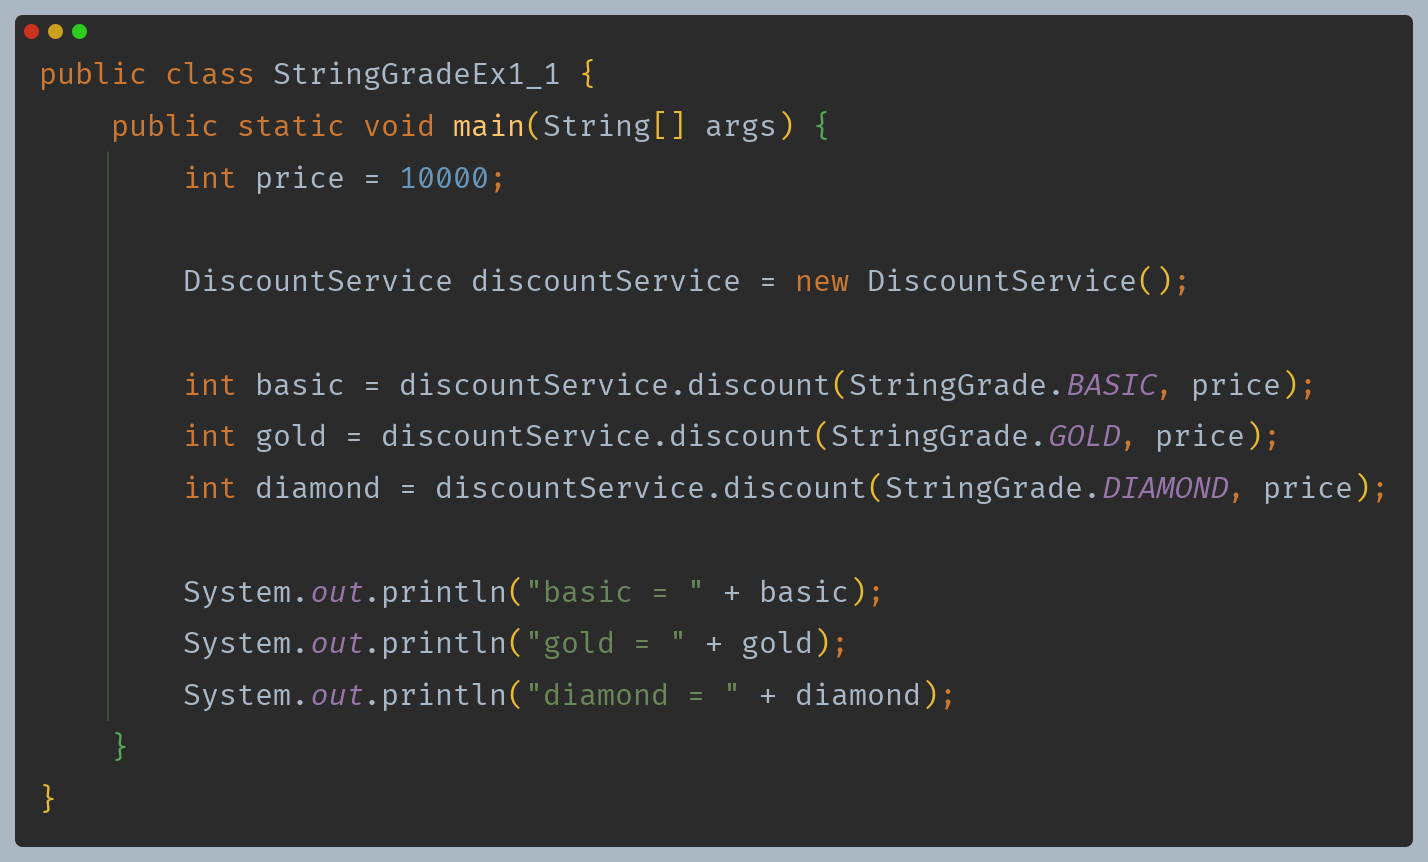 public class StringGradeEx1_1 {
    public static void main(String[] args) {
        int price = 10000;

        DiscountService discountService = new DiscountService();

        int basic = discountService.discount(StringGrade.BASIC, price);
        int gold = discountService.discount(StringGrade.GOLD, price);
        int diamond = discountService.discount(StringGrade.DIAMOND, price);

        System.out.println("basic = " + basic);
        System.out.println("gold = " + gold);
        System.out.println("diamond = " + diamond);
    }
}